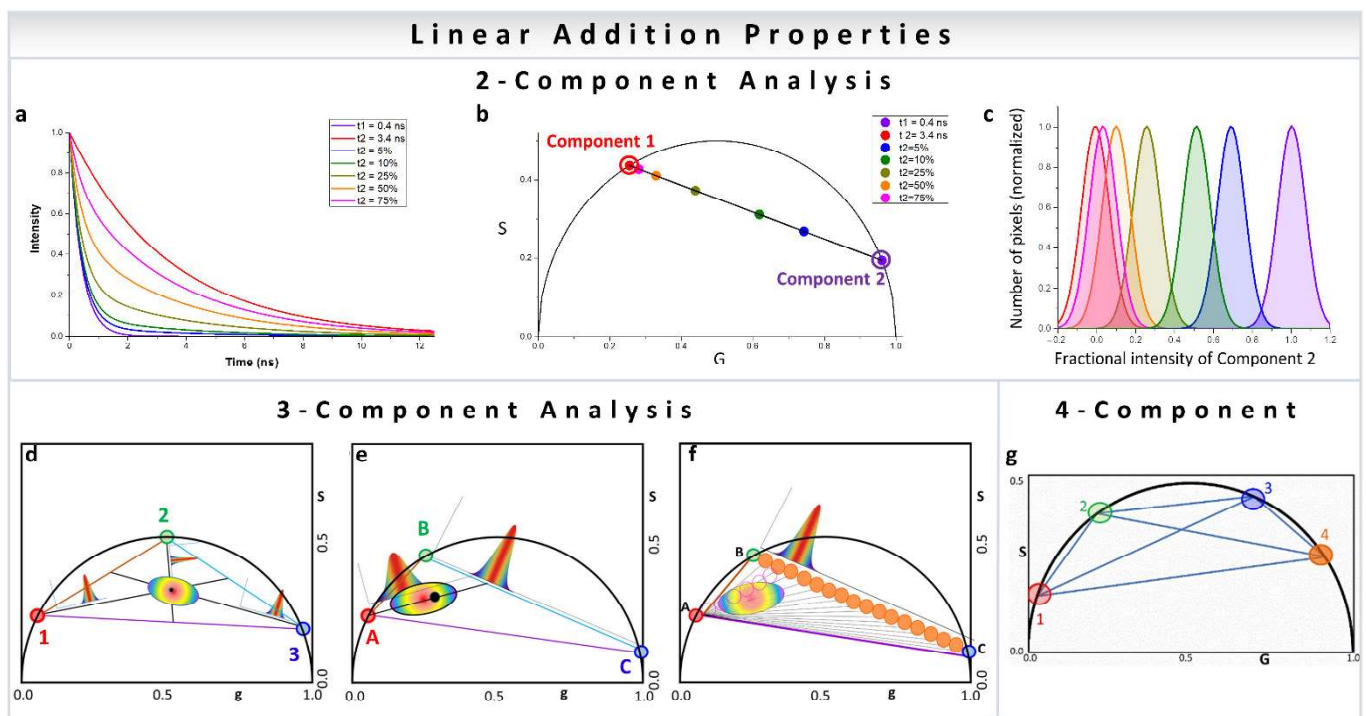 Linear Addition Properties
2-Component Analysis
a
1.0
0.8
0.6
0.4
0.2
0.0
Intensity
0 2 4 6 8 10 12
Time (ns)
t1 = 0.4 ns
t2 = 3.4 ns
t2 = 5%
t2 = 10%
t2 = 25%
t2 = 50%
t2 = 75%
b
Component 1
Component 2
0.4
0.2
0.0
S
0.0 0.2 0.4 0.6 0.8 1.0
G
t1 = 0.4 ns
t 2= 3.4 ns
t2=5%
t2=10%
t2=25%
t2=50%
t2=75%
c
Number of pixels (normalized)
1.0
0.8
0.6
0.4
0.2
0.0
-0.2 0.0 0.2 0.4 0.6 0.8 1.0 1.2
Fractional intensity of Component 2
3-Component Analysis
d
2
1
3
S
0.5
0.0
0.0 0.5 g 1.0
e
B
A
C
S
0.5
0.0
0.0 0.5 g 1.0
f
B
A
C
S
0.5
0.0
0.0 0.5 g 1.0
4-Component
g
0.5
S
0.0
2
3
4
1
0.0 0.5 G 1.0